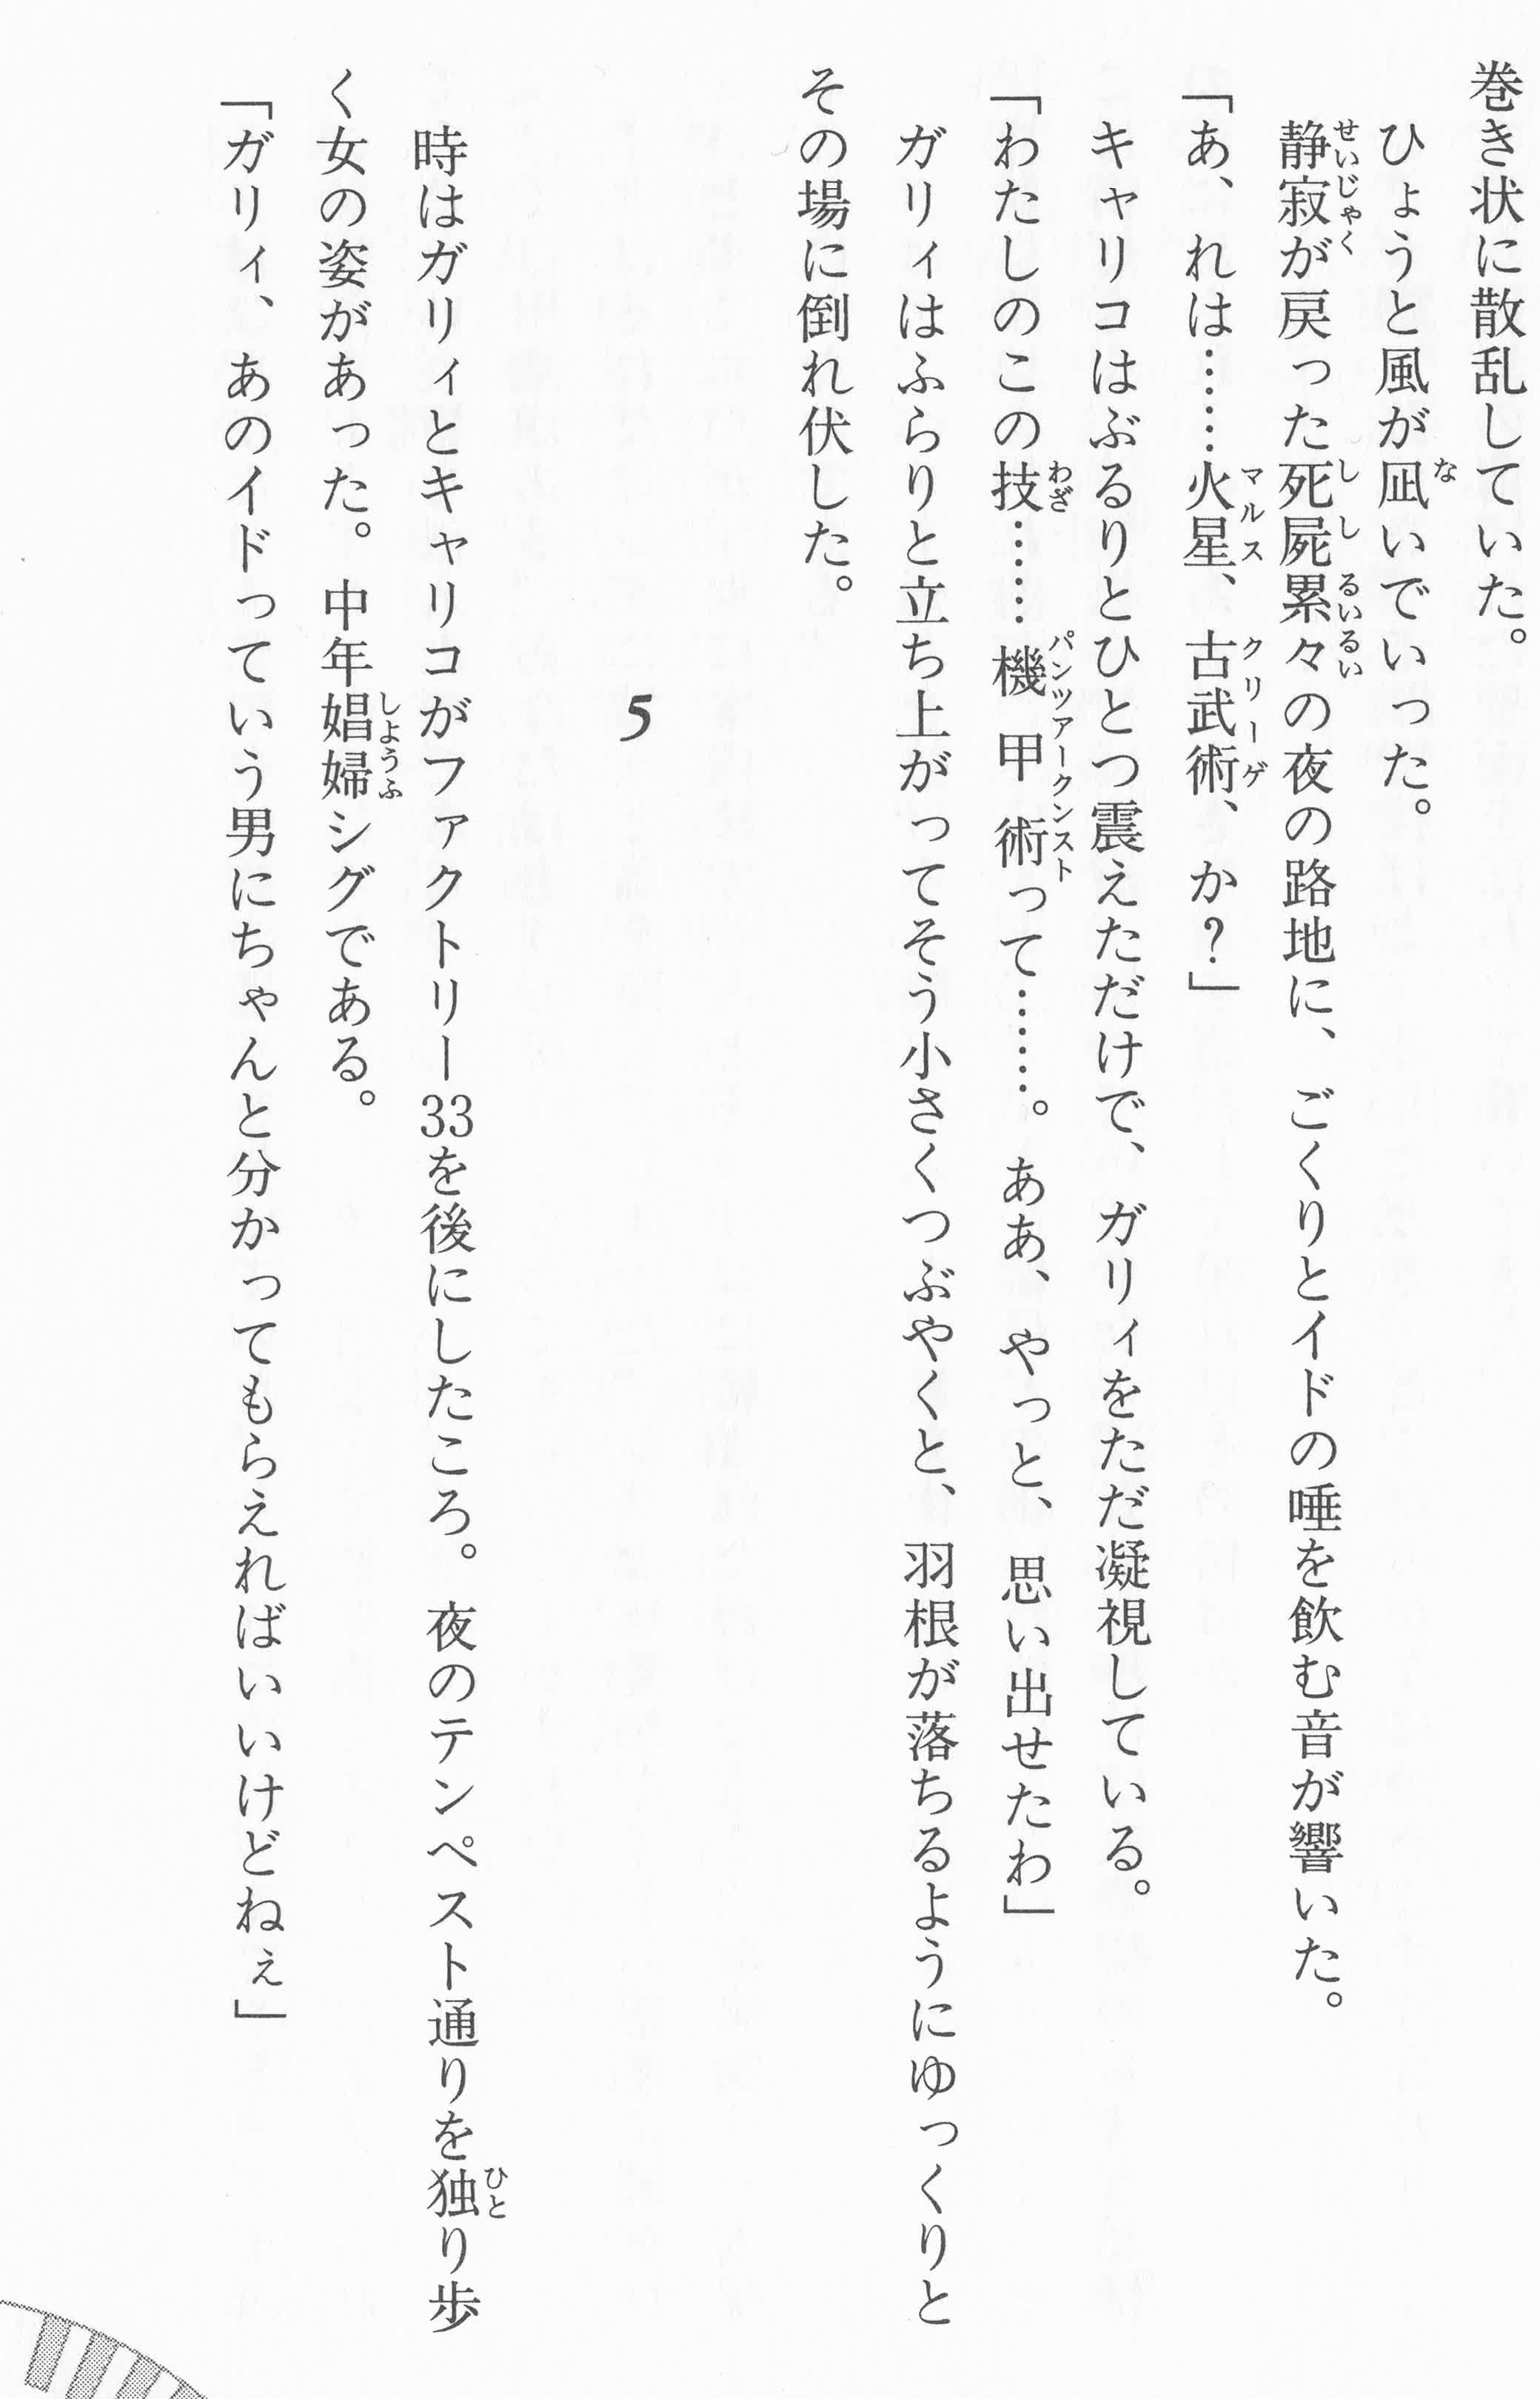 巻き状に散乱していた。
ひょうと風が凪いでいった。
静寂が戻った死屍累々の夜の路地に、ごくりとイドの唾を飲む音が響いた。
「あ、れは………火星、古武術、か？」
キャリコはぶるりとひとつ震えただけで、ガリィをただ凝視している。
「わたしのこの技………機甲術って………。ああ、やっと、思い出せたわ」
ガリィはふらりと立ち上がってそう小さくつぶやくと、羽根が落ちるようにゆっくりと
その場に倒れ伏した。
5
時はガリィとキャリコがファクトリー33を後にしたころ。夜のテンペスト通りを独り歩
く女の姿があった。中年娼婦シグである。
「ガリィ、あのイドっていう男にちゃんと分かってもらえればいいけどねぇ」